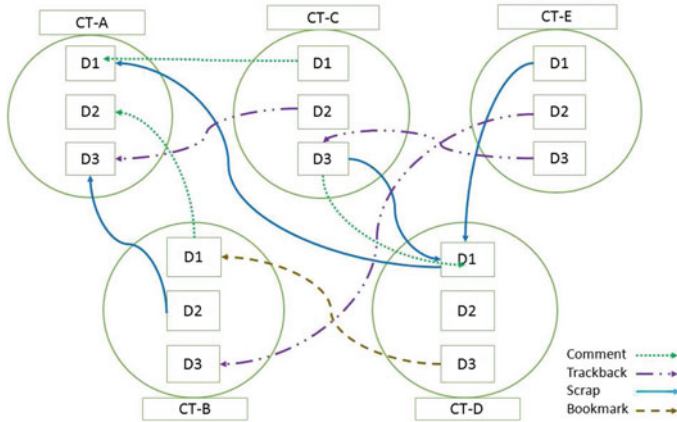 CT-A
CT-C
CT-E
D1
D2
D3
D1
D2
D3
D1
D2
D3
D1
D2
D3
D1
D2
D3
CT-B
CT-D
Comment
Trackback
Scrap
Bookmark